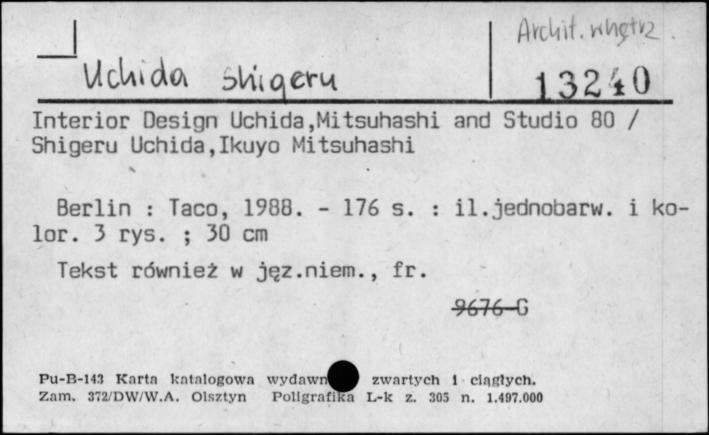 Archit. wnętrz.
Uchida Shigeru
13240
Interior Design Uchida,Mitsuhashi and Studio 80 /
Shigeru Uchida,Ikuyo Mitsuhashi
Berlin : Taco, 1988. - 176 s. : il.jednobarw. i ko-
lor. 3 rys. ; 30 cm
Tekst również w jęz.niem., fr.
9676-G
Pu-B-143 Karta katalogowa wydawn zwartych i ciągłych.
Zam. 372/DW/W.A. Olsztyn Poligrafika L-k z. 305 n. 1.497.000